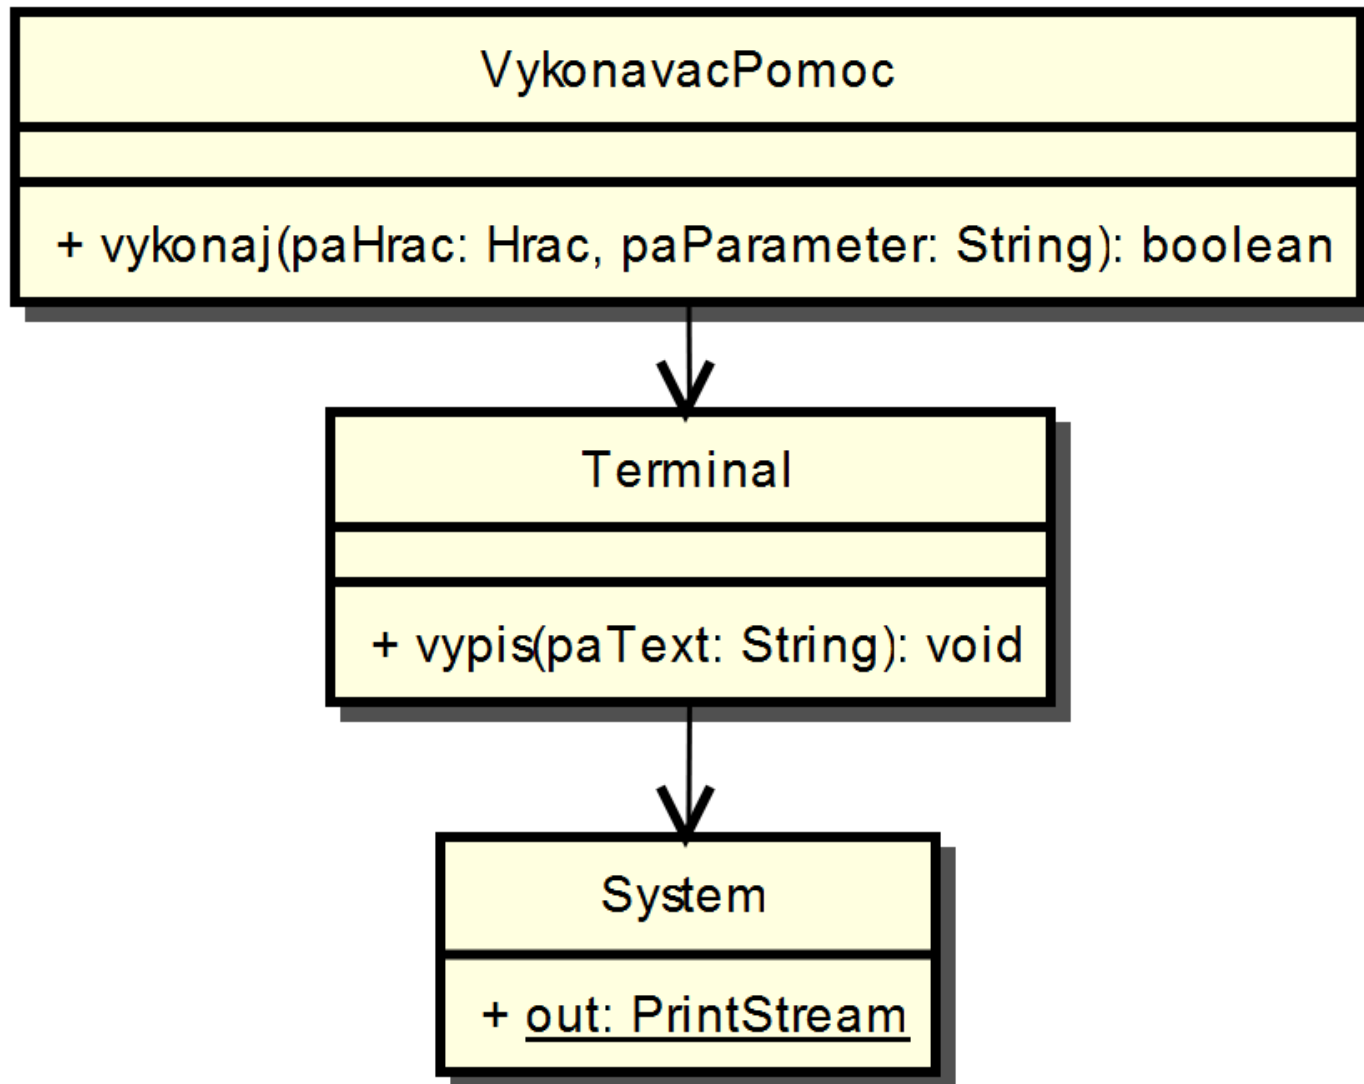 VykonavacPomoc
+ vykonaj(paHrac: Hrac, paParameter: String): boolean
Terminal
+ vypis(paText: String): void
System
+ out: PrintStream